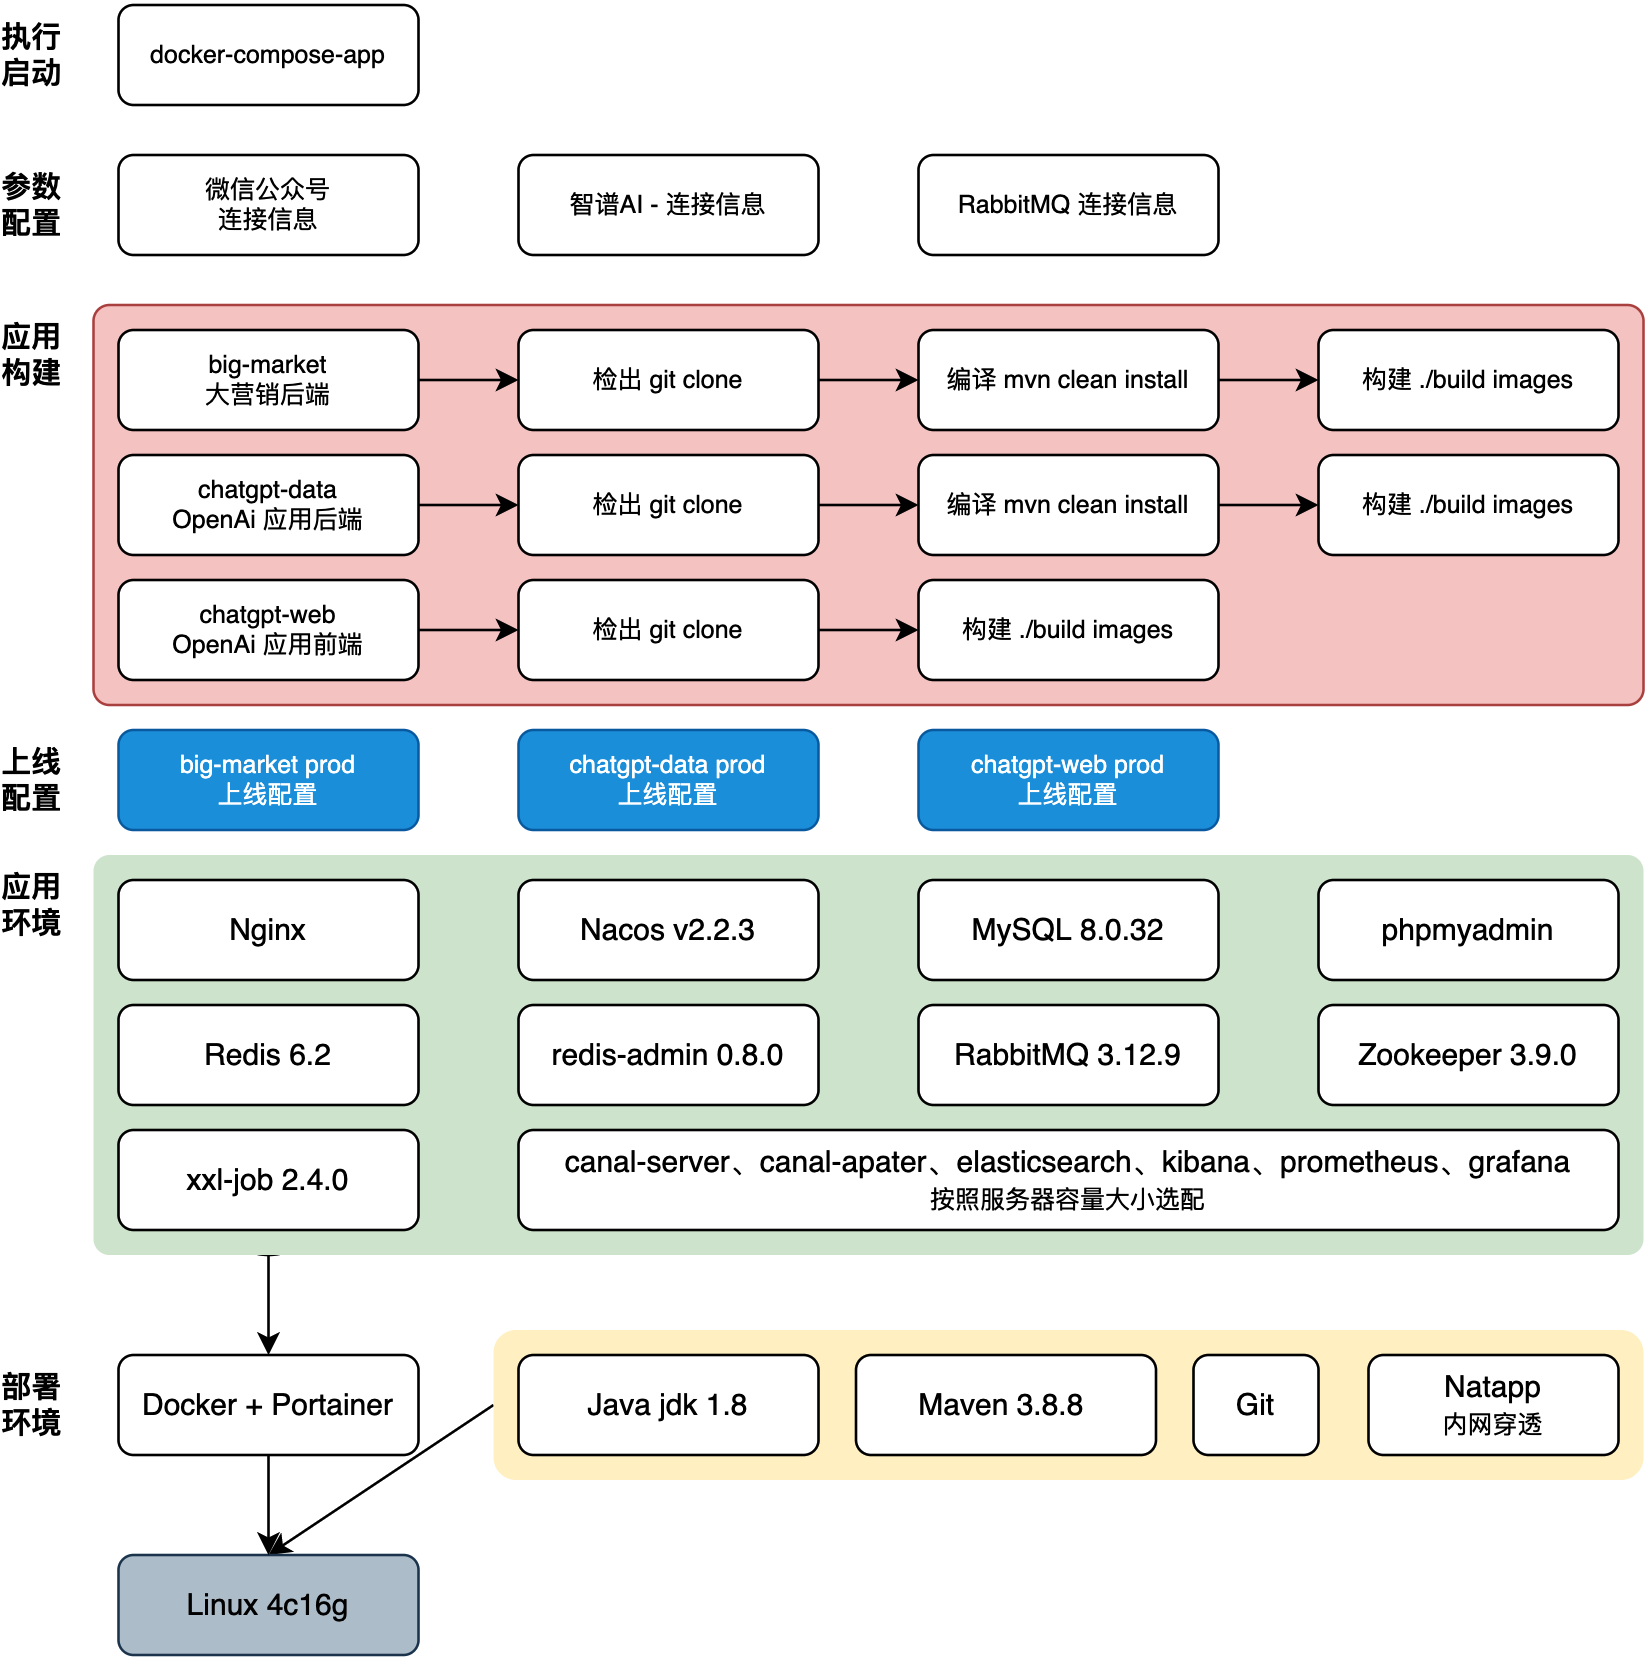 执行
启动
docker-compose-app
参数
配置
微信公众号
连接信息
智谱AI - 连接信息
RabbitMQ 连接信息
应用
构建
big-market
大营销后端
检出 git clone
编译 mvn clean install
构建 ./build images
chatgpt-data
OpenAi 应用后端
检出 git clone
编译 mvn clean install
构建 ./build images
chatgpt-web
OpenAi 应用前端
检出 git clone
构建 ./build images
上线
配置
big-market prod
上线配置
chatgpt-data prod
上线配置
chatgpt-web prod
上线配置
应用
环境
Nginx
Nacos v2.2.3
MySQL 8.0.32
phpmyadmin
Redis 6.2
redis-admin 0.8.0
RabbitMQ 3.12.9
Zookeeper 3.9.0
xxl-job 2.4.0
canal-server、canal-apater、elasticsearch、kibana、prometheus、grafana
按照服务器容量大小选配
部署
环境
Docker + Portainer
Java jdk 1.8
Maven 3.8.8
Git
Natapp
内网穿透
Linux 4c16g